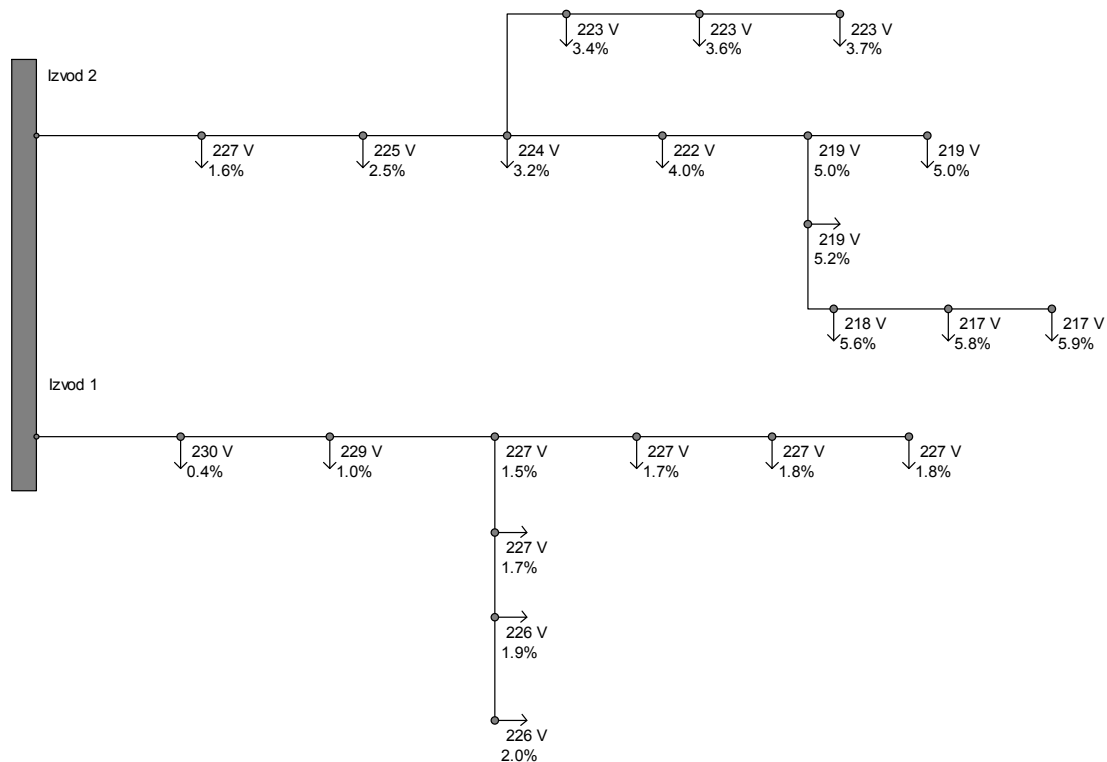 223 V
3.4%
223 V
3.6%
223 V
3.7%
Izvod 2
227 V
1.6%
225 V
2.5%
224 V
3.2%
222 V
4.0%
219 V
5.0%
219 V
5.0%
219 V
5.2%
218 V
5.6%
217 V
5.8%
217 V
5.9%
Izvod 1
230 V
0.4%
229 V
1.0%
227 V
1.5%
227 V
1.7%
227 V
1.8%
227 V
1.8%
227 V
1.7%
226 V
1.9%
226 V
2.0%